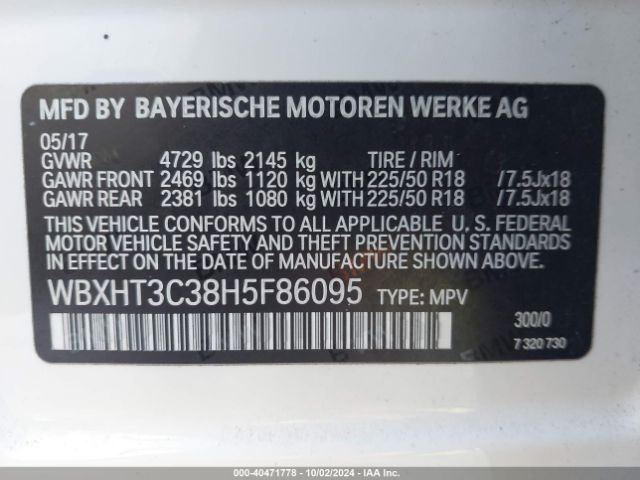 MFD BY BAYERISCHE MOTOREN WERKE AG
05/17
GVWR 4729 lbs 2145 kg TIRE / RIM
GAWR FRONT 2469 lbs 1120 kg WITH 225/50 R18 /7.5Jx18
GAWR REAR 2381 lbs 1080 kg WITH 225/50 R18 /7.5Jx18
THIS VEHICLE CONFORMS TO ALL APPLICABLE U. S. FEDERAL
MOTOR VEHICLE SAFETY AND THEFT PREVENTION STANDARDS
IN EFFECT ON THE DATE OF MANUFACTURE SHOWN ABOVE.
WBXHT3C38H5F86095 TYPE: MPV
300/0
7 320 730
000-40471778 - 10/02/2024 - IAA Inc.